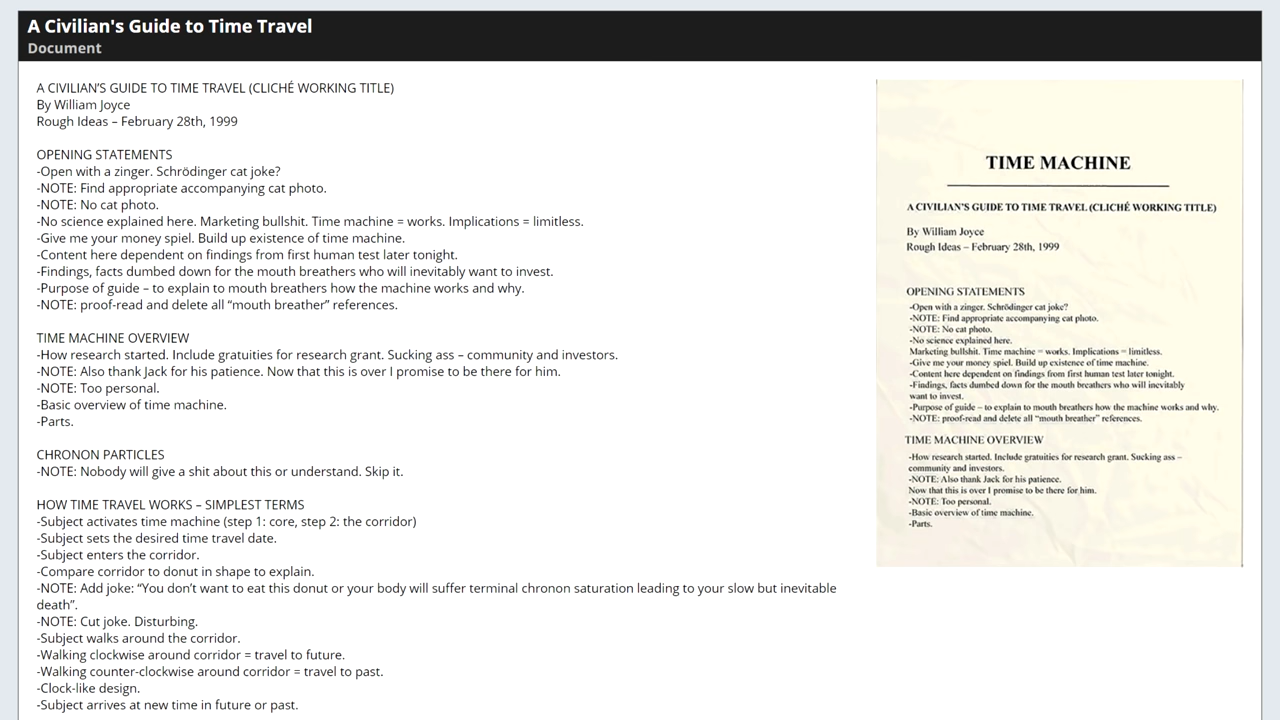 A Civilian's Guide to Time Travel
Document
A CIVILIAN'S GUIDE TO TIME TRAVEL (CLICHÉ WORKING TITLE)
By William Joyce
Rough Ideas – February 28th, 1999
OPENING STATEMENTS
-Open with a zinger. Schrödinger cat joke?
-NOTE: Find appropriate accompanying cat photo.
-NOTE: No cat photo.
-No science explained here. Marketing bullshit. Time machine = works. Implications = limitless.
-Give me your money spiel. Build up existence of time machine.
-Content here dependent on findings from first human test later tonight.
-Findings, facts dumbed down for the mouth breathers who will inevitably want to invest.
-Purpose of guide – to explain to mouth breathers how the machine works and why.
-NOTE: proof-read and delete all “mouth breather” references.
TIME MACHINE OVERVIEW
-How research started. Include gratuities for research grant. Sucking ass – community and investors.
-NOTE: Also thank Jack for his patience. Now that this is over I promise to be there for him.
-NOTE: Too personal.
-Basic overview of time machine.
-Parts.
CHRONON PARTICLES
-NOTE: Nobody will give a shit about this or understand. Skip it.
HOW TIME TRAVEL WORKS – SIMPLEST TERMS
-Subject activates time machine (step 1: core, step 2: the corridor)
-Subject sets the desired time travel date.
-Subject enters the corridor.
-Compare corridor to donut in shape to explain.
-NOTE: Add joke: “You don’t want to eat this donut or your body will suffer terminal chronon saturation leading to your slow but inevitable
death”.
-NOTE: Cut joke. Disturbing.
-Subject walks around the corridor.
-Walking clockwise around corridor = travel to future.
-Walking counter-clockwise around corridor = travel to past.
-Clock-like design.
-Subject arrives at new time in future or past.
TIME MACHINE
A CIVILIAN'S GUIDE TO TIME TRAVEL (CLICHÉ WORKING TITLE)
By William Joyce
Rough Ideas – February 28th, 1999
OPENING STATEMENTS
-Open with a zinger. Schrödinger cat joke?
-NOTE: Find appropriate accompanying cat photo.
-NOTE: No cat photo.
-No science explained here.
Marketing bullshit. Time machine = works. Implications = limitless.
-Give me your money spiel. Build up existence of time machine.
-Content here dependent on findings from first human test later tonight.
-Findings, facts dumbed down for the mouth breathers who will inevitably
want to invest.
-Purpose of guide – to explain to mouth breathers how the machine works and why.
-NOTE: proof-read and delete all “mouth breather” references.
TIME MACHINE OVERVIEW
-How research started. Include gratuities for research grant. Sucking ass –
community and investors.
-NOTE: Also thank Jack for his patience.
Now that this is over I promise to be there for him.
-NOTE: Too personal.
-Basic overview of time machine.
-Parts.